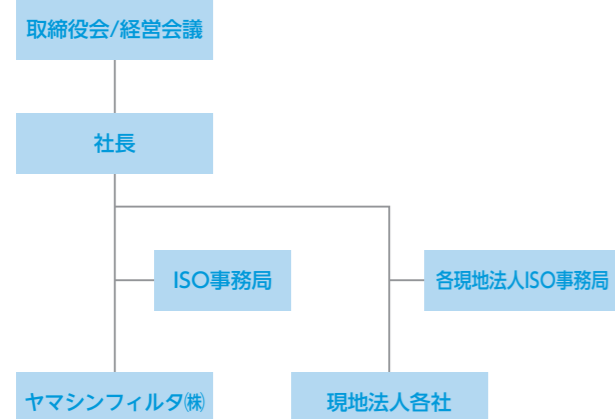 取締役会/経営会議
社長
ISO事務局
各現地法人ISO事務局
ヤマシンフィルタ㈱
現地法人各社